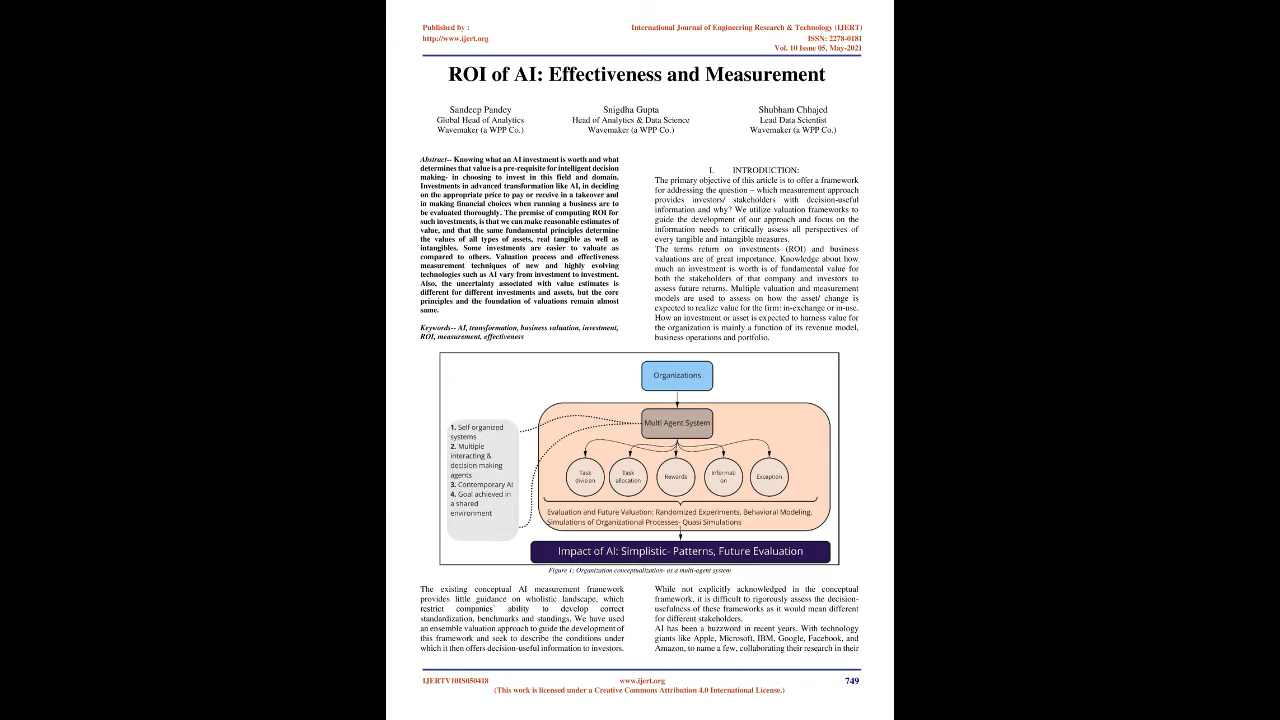 Published by :
http://www.ijert.org
International Journal of Engineering Research & Technology (IJERT)
ISSN: 2278-0181
Vol. 10 Issue 05, May-2021
ROI of AI: Effectiveness and Measurement
Sandeep Pandey
Global Head of Analytics
Wavemaker (a WPP Co.)
Snigdha Gupta
Head of Analytics & Data Science
Wavemaker (a WPP Co.)
Shubham Chhajed
Lead Data Scientist
Wavemaker (a WPP Co.)
Abstract-- Knowing what an AI investment is worth and what
determines that value is a pre-requisite for intelligent decision
making- in choosing to invest in this field and domain.
Investments in advanced transformation like AI, in deciding
on the appropriate price to pay or receive in a takeover and
in making financial choices when running a business are to
be evaluated thoroughly. The premise of computing ROI for
such investments, is that we can make reasonable estimates of
value, and that the same fundamental principles determine
the values of all types of assets, real tangible as well as
intangibles. Some investments are easier to valuate as
compared to others. Valuation process and effectiveness
measurement techniques of new and highly evolving
technologies such as AI vary from investment to investment.
Also, the uncertainty associated with value estimates is
different for different investments and assets, but the core
principles and the foundation of valuations remain almost
same.
Keywords-- AI, transformation, business valuation, investment,
ROI, measurement, effectiveness
I. INTRODUCTION:
The primary objective of this article is to offer a framework
for addressing the question – which measurement approach
provides investors/ stakeholders with decision-useful
information and why? We utilize valuation frameworks to
guide the development of our approach and focus on the
information needs to critically assess all perspectives of
every tangible and intangible measures.
The terms return on investments (ROI) and business
valuations are of great importance. Knowledge about how
much an investment is worth is of fundamental value for
both the stakeholders of that company and investors to
assess future returns. Multiple valuation and measurement
models are used to assess on how the asset/ change is
expected to realize value for the firm: in-exchange or in-use.
How an investment or asset is expected to harness value for
the organization is mainly a function of its revenue model,
business operations and portfolio.
Organizations
Multi Agent System
1. Self organized
systems
2. Multiple
interacting &
decision making
agents
3. Contemporary AI
4. Goal achieved in
a shared
environment
Task
division
Task
allocation
Rewards
Informati
on
Exception
Evaluation and Future Valuation: Randomized Experiments, Behavioral Modeling,
Simulations of Organizational Processes- Quasi Simulations
Impact of AI: Simplistic- Patterns, Future Evaluation
Figure 1: Organization conceptualization- as a multi-agent system
The existing conceptual AI measurement framework
provides little guidance on wholistic landscape, which
restrict companies' ability to develop correct
standardization, benchmarks and standings. We have used
an ensemble valuation approach to guide the development of
this framework and seek to describe the conditions under
which it then offers decision-useful information to investors.
While not explicitly acknowledged in the conceptual
framework, it is difficult to rigorously assess the decision-
usefulness of these frameworks as it would mean different
for different stakeholders.
AI has been a buzzword in recent years. With technology
giants like Apple, Microsoft, IBM, Google, Facebook, and
Amazon, to name a few, collaborating their research in their
IJERTV10IS050418
www.ijert.org
749
(This work is licensed under a Creative Commons Attribution 4.0 International License.)